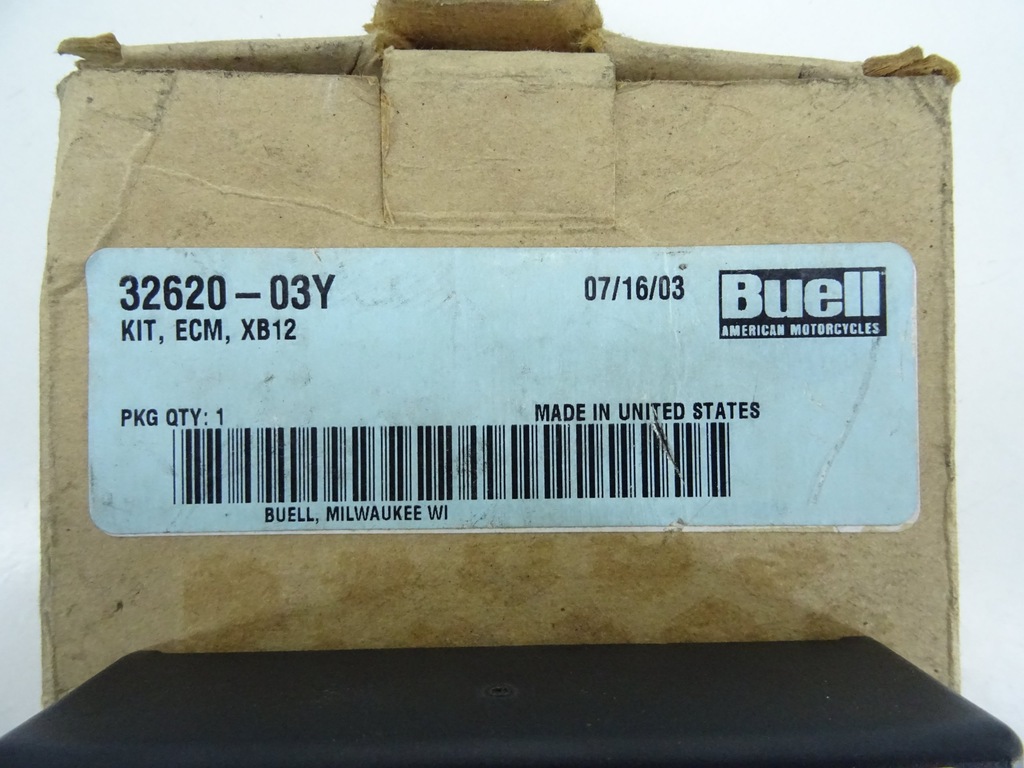 32620-03Y
07/16/03
Buell
AMERICAN MOTORCYCLES
KIT, ECM, XB12
PKG QTY: 1
MADE IN UNITED STATES
BUELL, MILWAUKEE WI